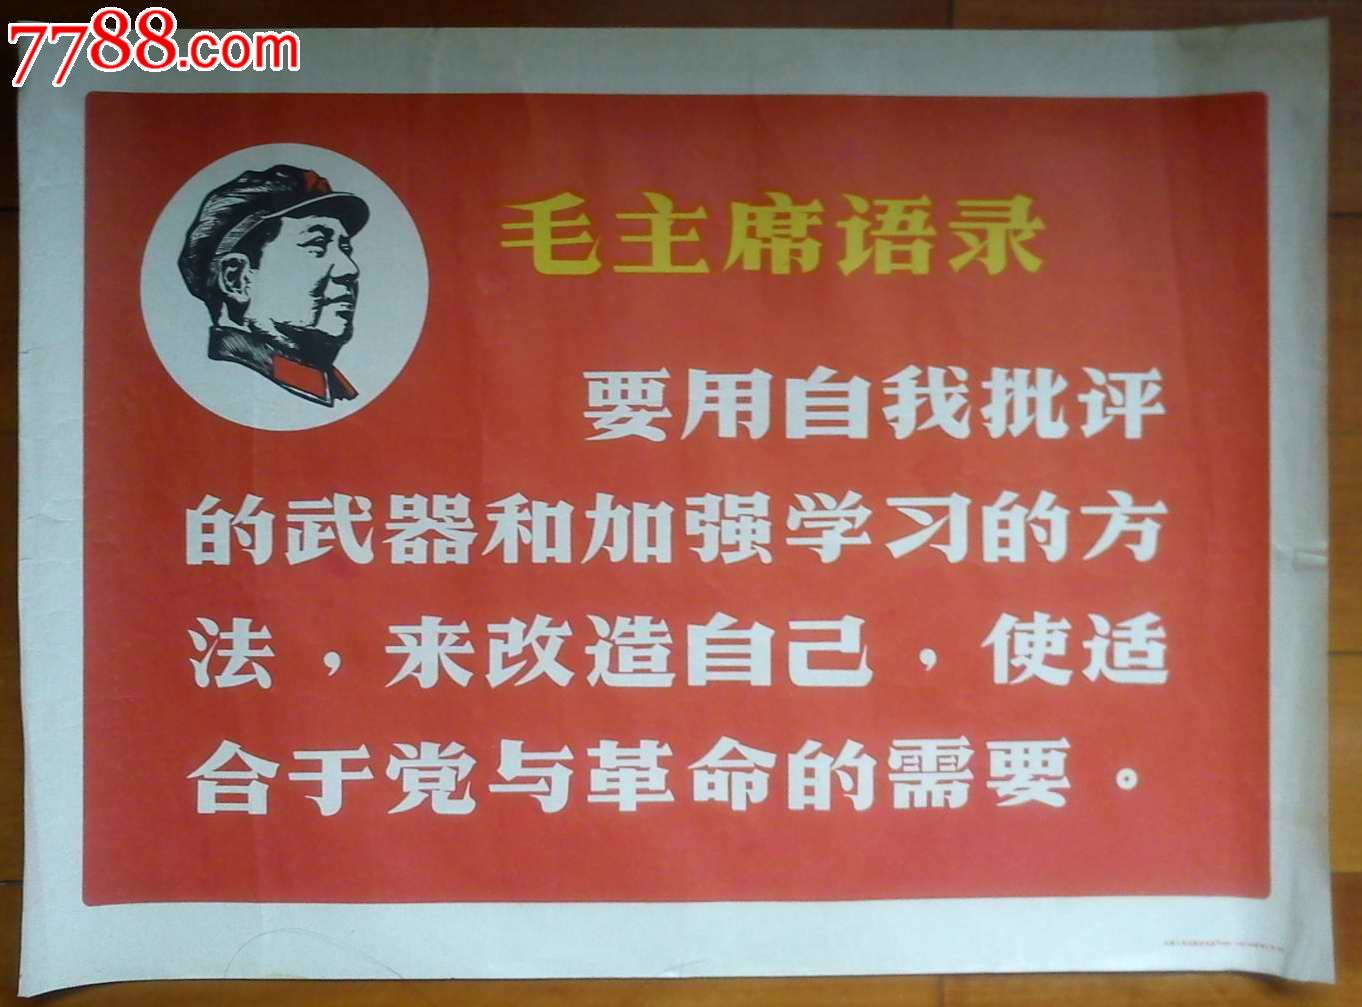 7788.com
毛主席语录
要用自我批评
的武器和加强学习的方
法，来改造自己，使适
合于党与革命的需要。